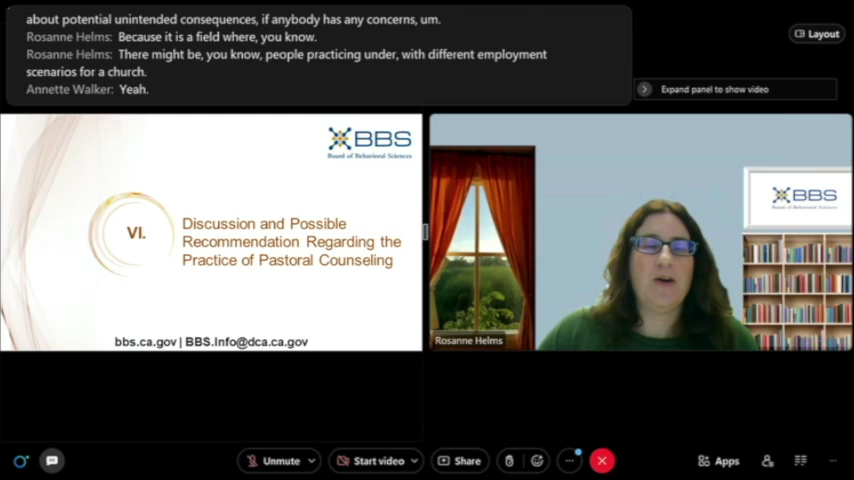 about potential unintended consequences, if anybody has any concerns, um.
Rosanne Helms: Because it is a field where, you know.
Rosanne Helms: There might be, you know, people practicing under, with different employment
scenarios for a church.
Annette Walker: Yeah.
Layout
Expand panel to show video
BBS
Board of Behavioral Sciences
VI.
Discussion and Possible
Recommendation Regarding the
Practice of Pastoral Counseling
bbs.ca.gov | BBS.Info@dca.ca.gov
BBS
Board of Behavioral Sciences
Rosanne Helms
Unmute
Start video
Share
Apps